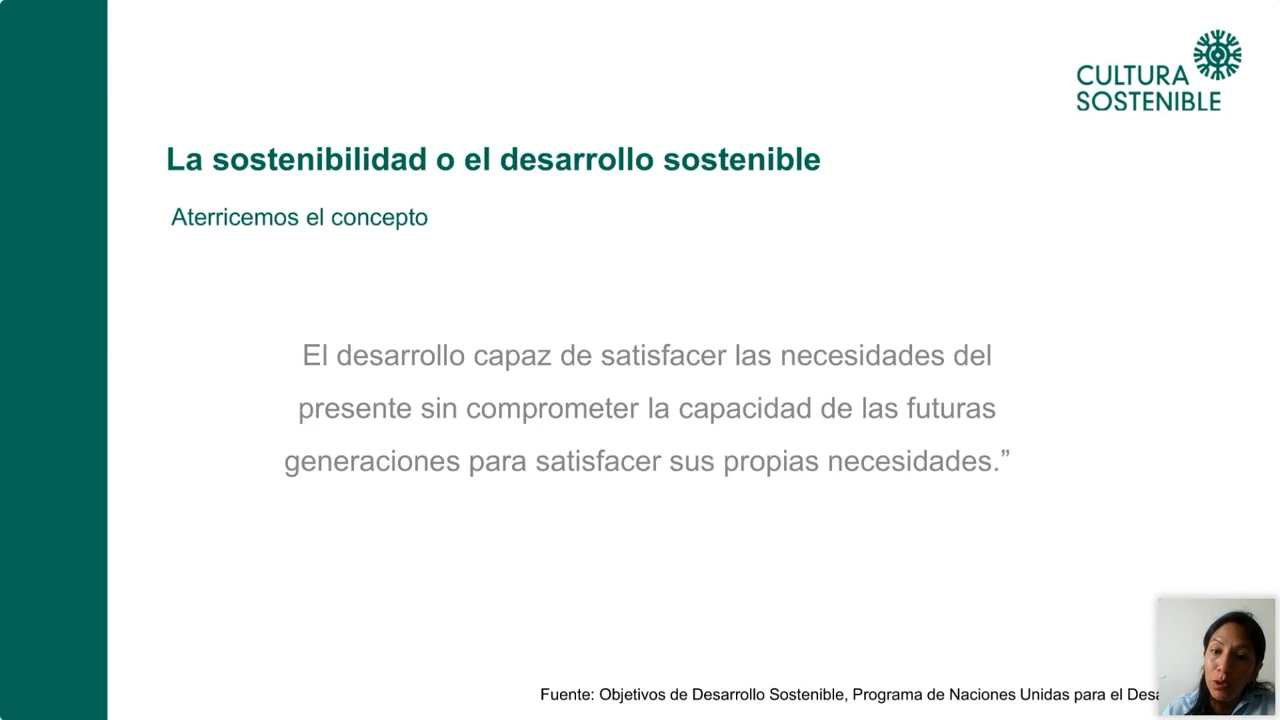 CULTURA
SOSTENIBLE
La sostenibilidad o el desarrollo sostenible
Aterricemos el concepto
El desarrollo capaz de satisfacer las necesidades del
presente sin comprometer la capacidad de las futuras
generaciones para satisfacer sus propias necesidades.”
Fuente: Objetivos de Desarrollo Sostenible, Programa de Naciones Unidas para el Desa